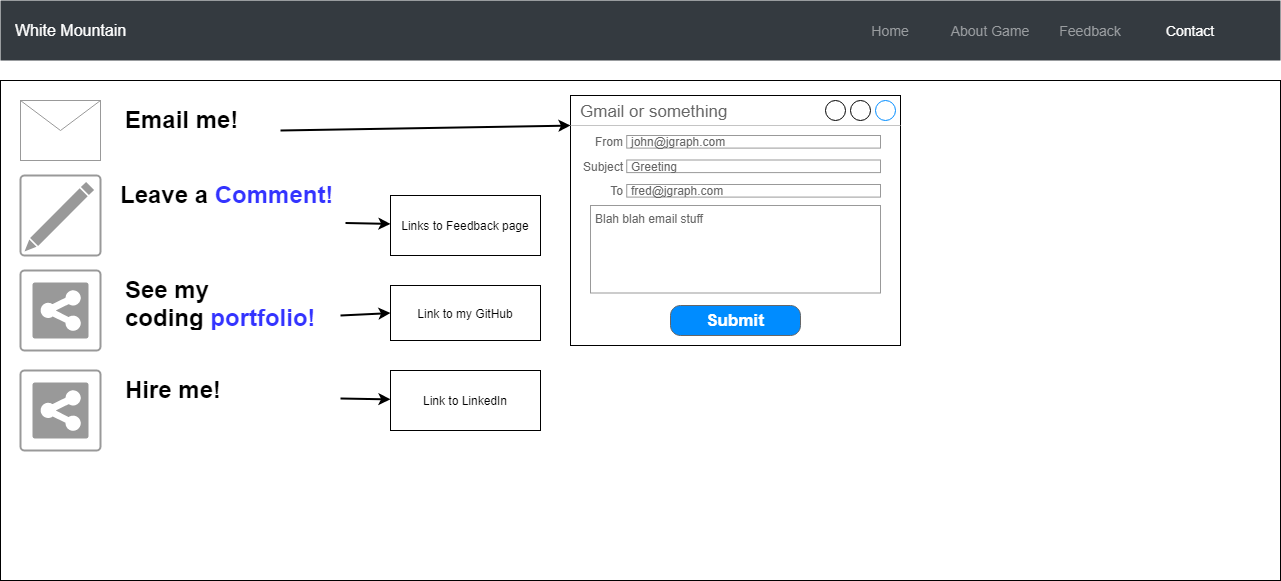 White Mountain
Home
About Game
Feedback
Contact
Email me!
Gmail or something
From john@jgraph.com
Subject Greeting
To fred@jgraph.com
Blah blah email stuff
Submit
Leave a Comment!
Links to Feedback page
See my
coding portfolio!
Link to my GitHub
Hire me!
Link to LinkedIn